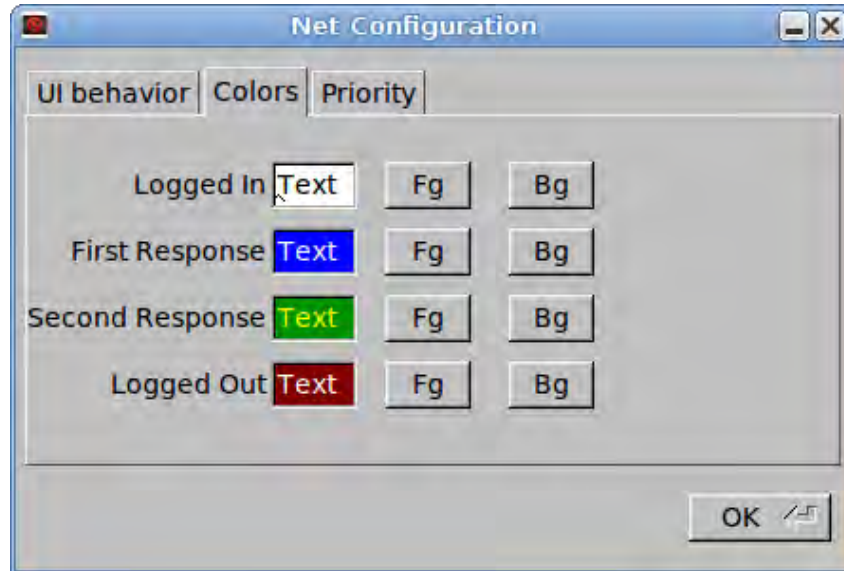 Net Configuration
UI behavior Colors Priority
Logged In Text Fg Bg
First Response Text Fg Bg
Second Response Text Fg Bg
Logged Out Text Fg Bg
OK